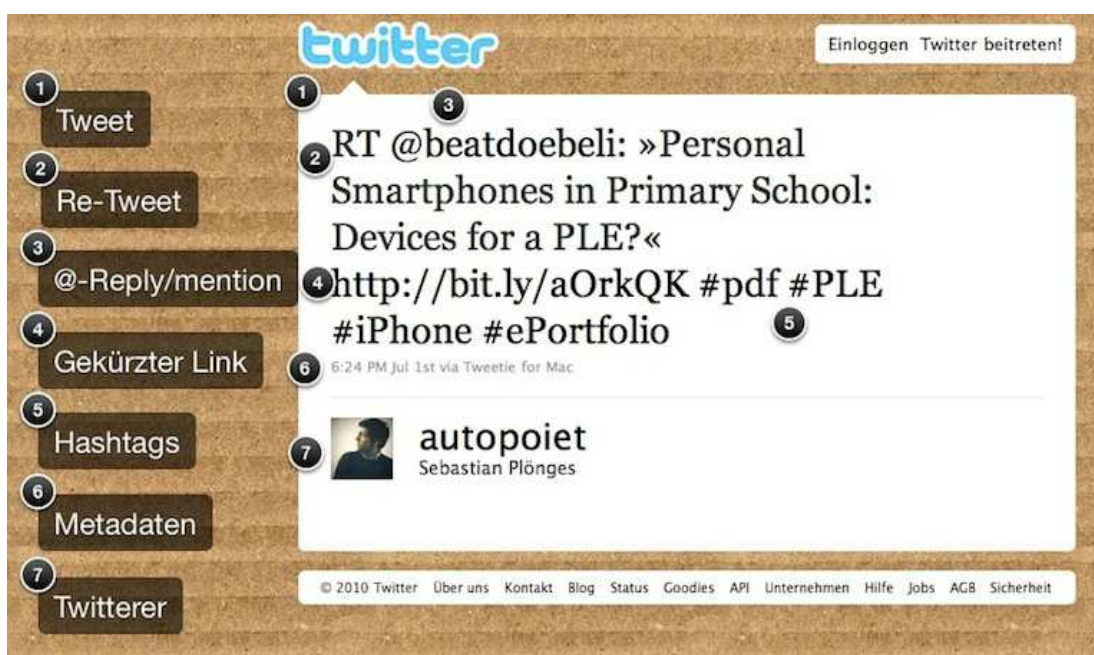 twitter
Einloggen Twitter beitreten!
1
Tweet
2
Re-Tweet
3
@-Reply/mention
4
Gekürzter Link
5
Hashtags
6
Metadaten
7
Twitterer
1
3
2
RT @beatdoebeli: »Personal
Smartphones in Primary School:
Devices for a PLE?«
4
http://bit.ly/aOrkQK #pdf #PLE
5
#iPhone #ePortfolio
6
6:24 PM Jul 1st via Tweetie for Mac
7
autopoiet
Sebastian Plönges
© 2010 Twitter Über uns Kontakt Blog Status Goodies API Unternehmen Hilfe Jobs AGB Sicherheit